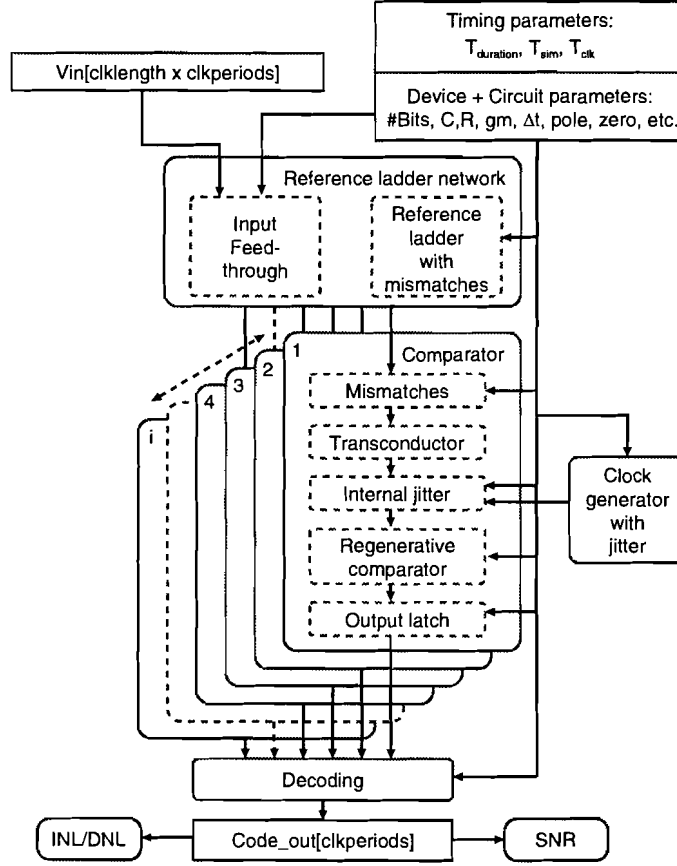 Timing parameters:
T_duration, T_sim, T_clk
Vin[clklength x clkperiods]
Device + Circuit parameters:
#Bits, C,R, gm, Δt, pole, zero, etc.
Reference ladder network
Input
Feed-
through
Reference
ladder
with
mismatches
1
Comparator
2
3
4
i
Mismatches
Transconductor
Internal jitter
Regenerative
comparator
Output latch
Clock
generator
with
jitter
Decoding
INL/DNL
Code_out[clkperiods]
SNR